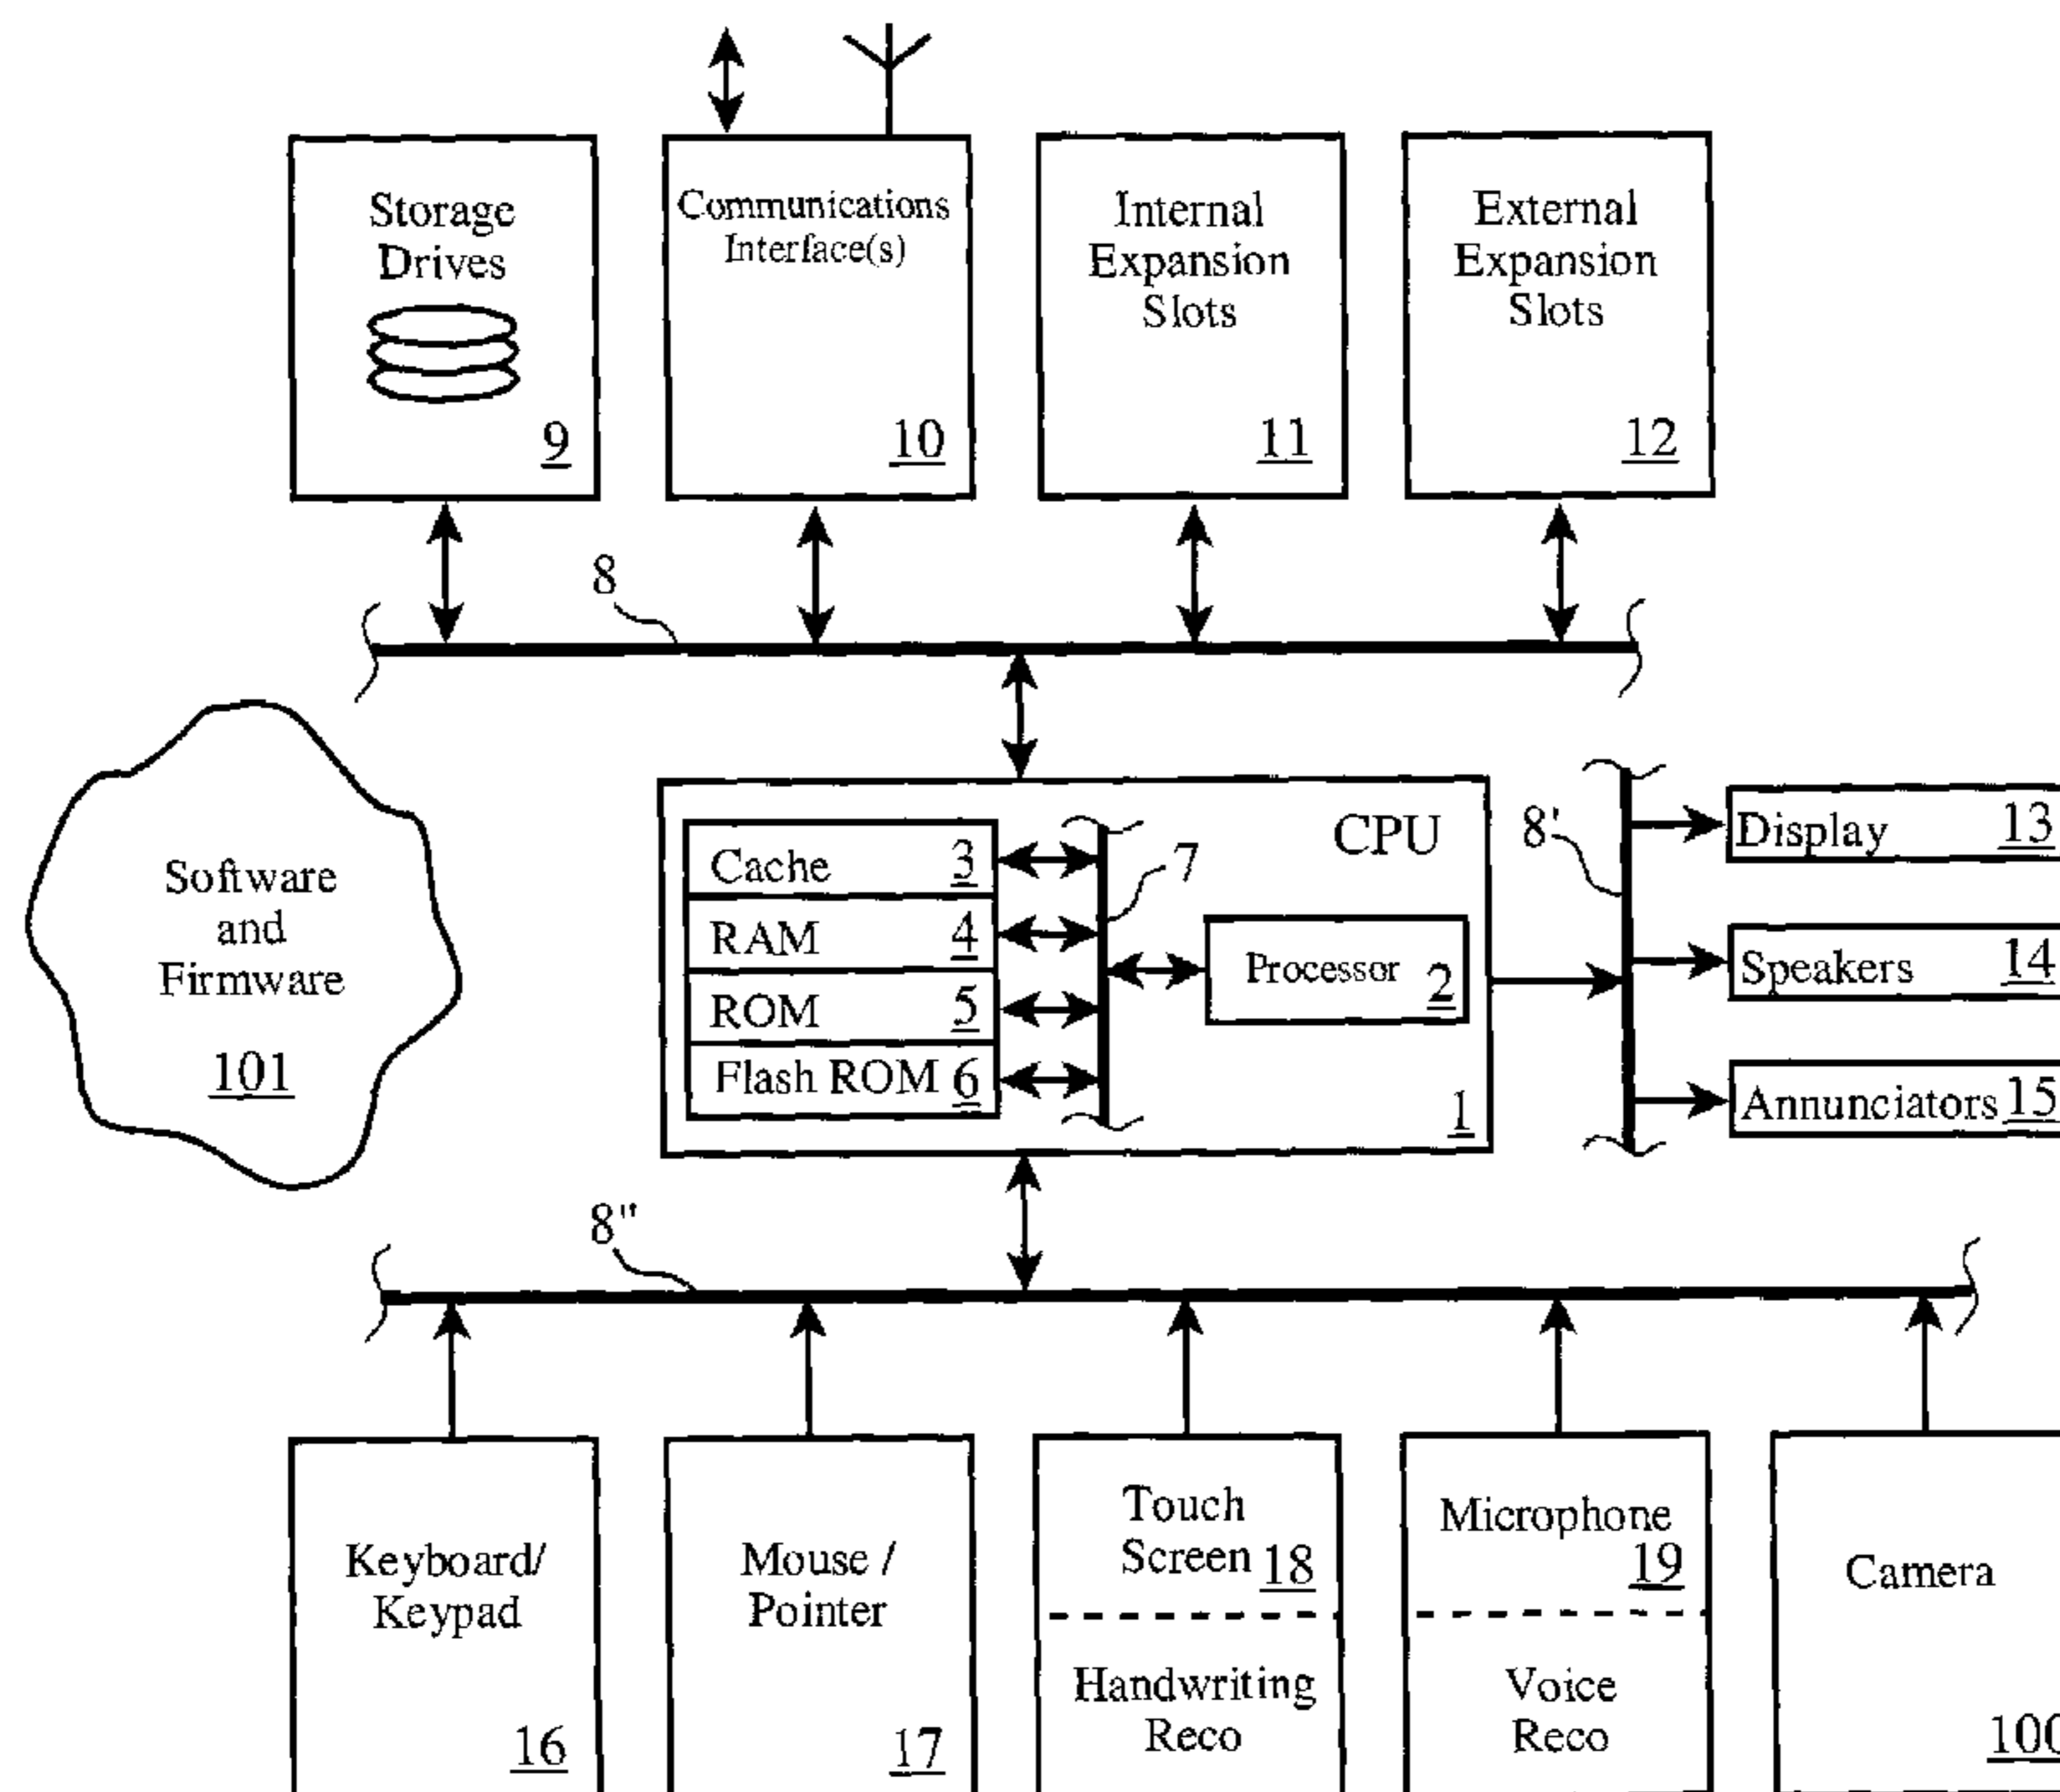 Storage
Drives
9
Communications
Interface(s)
10
Internal
Expansion
Slots
11
External
Expansion
Slots
12
8
Software
and
Firmware
101
CPU
Cache 3
RAM 4
ROM 5
Flash ROM 6
7
Processor 2
1
8'
Display 13
Speakers 14
Annunciators 15
8"
Keyboard/
Keypad
16
Mouse /
Pointer
17
Touch
Screen 18
Handwriting
Reco
Microphone
19
Voice
Reco
Camera
100